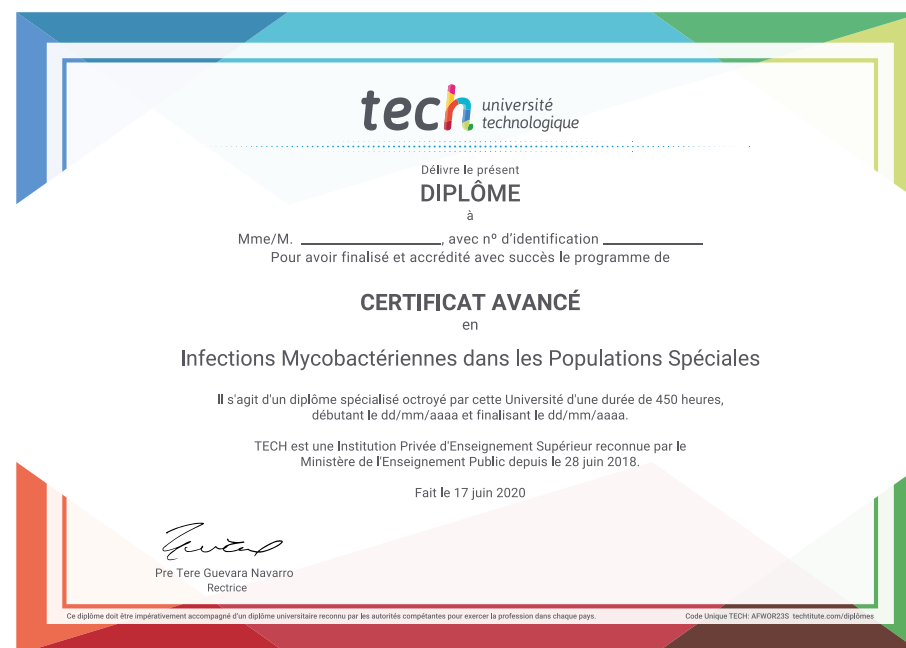 tech université
technologique
Délivre le présent
DIPLÔME
à
Mme/M. ____________________, avec nº d'identification ______________
Pour avoir finalisé et accrédité avec succès le programme de
CERTIFICAT AVANCÉ
en
Infections Mycobactériennes dans les Populations Spéciales
Il s'agit d'un diplôme spécialisé octroyé par cette Université d'une durée de 450 heures,
débutant le dd/mm/aaaa et finalisant le dd/mm/aaaa.
TECH est une Institution Privée d'Enseignement Supérieur reconnue par le
Ministère de l'Enseignement Public depuis le 28 juin 2018.
Fait le 17 juin 2020
Pre Tere Guevara Navarro
Rectrice
Ce diplôme doit être impérativement accompagné d'un diplôme universitaire reconnu par les autorités compétentes pour exercer la profession dans chaque pays. Code Unique TECH: AFWOR23S techtitute.com/diplômes